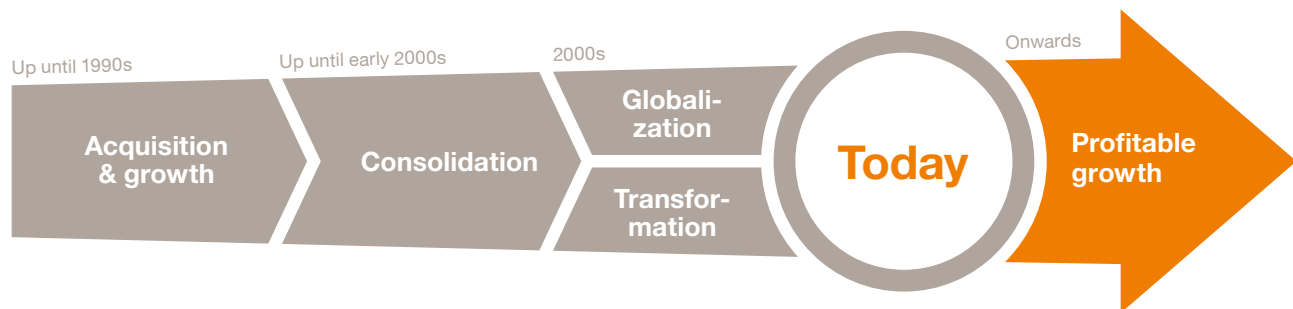 Up until 1990s
Acquisition
& growth
Up until early 2000s
Consolidation
2000s
Globali-
zation
Transfor-
mation
Today
Onwards
Profitable
growth